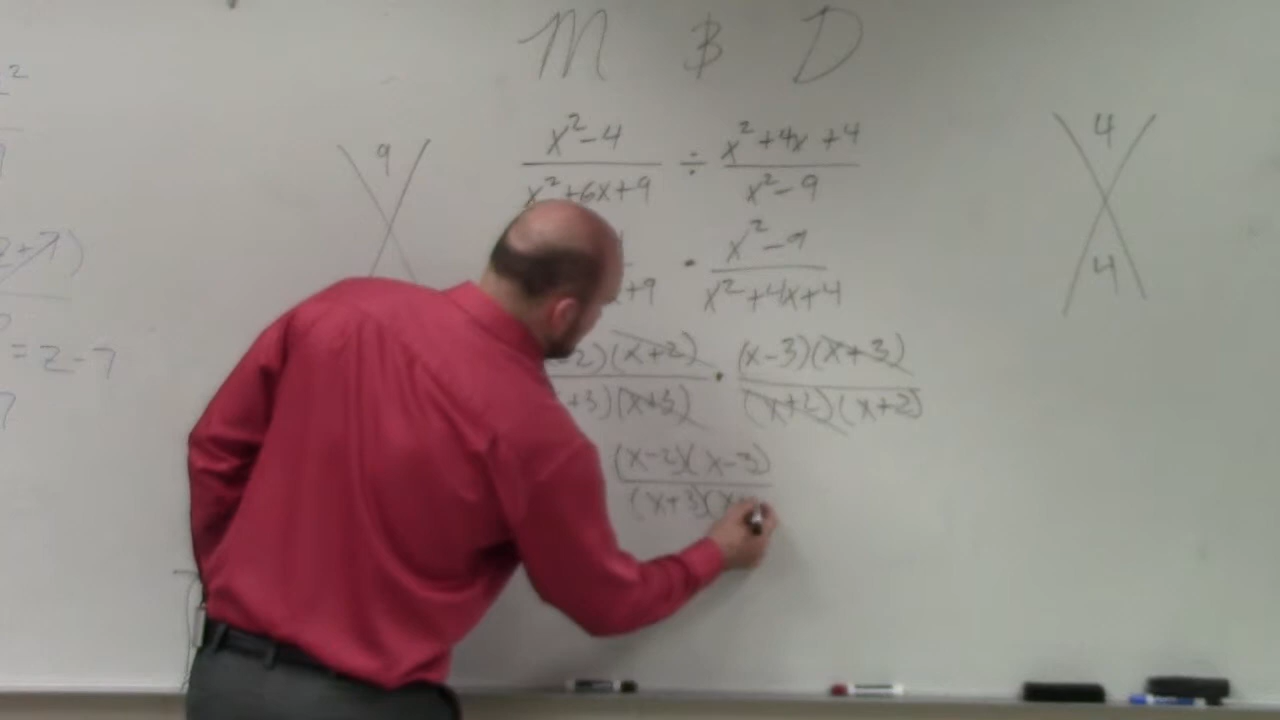 M & D
x² - 4 / x² + 6x + 9 ÷ x² + 4x + 4 / x² - 9
+9 · x² - 9 / x² + 4x + 4
2)(x+2) / +3)(x+3) · (x-3)(x+3) / (x+2)(x+2)
(x-2)(x-3) / (x+3)(x
9
4
4
2
= z - 7